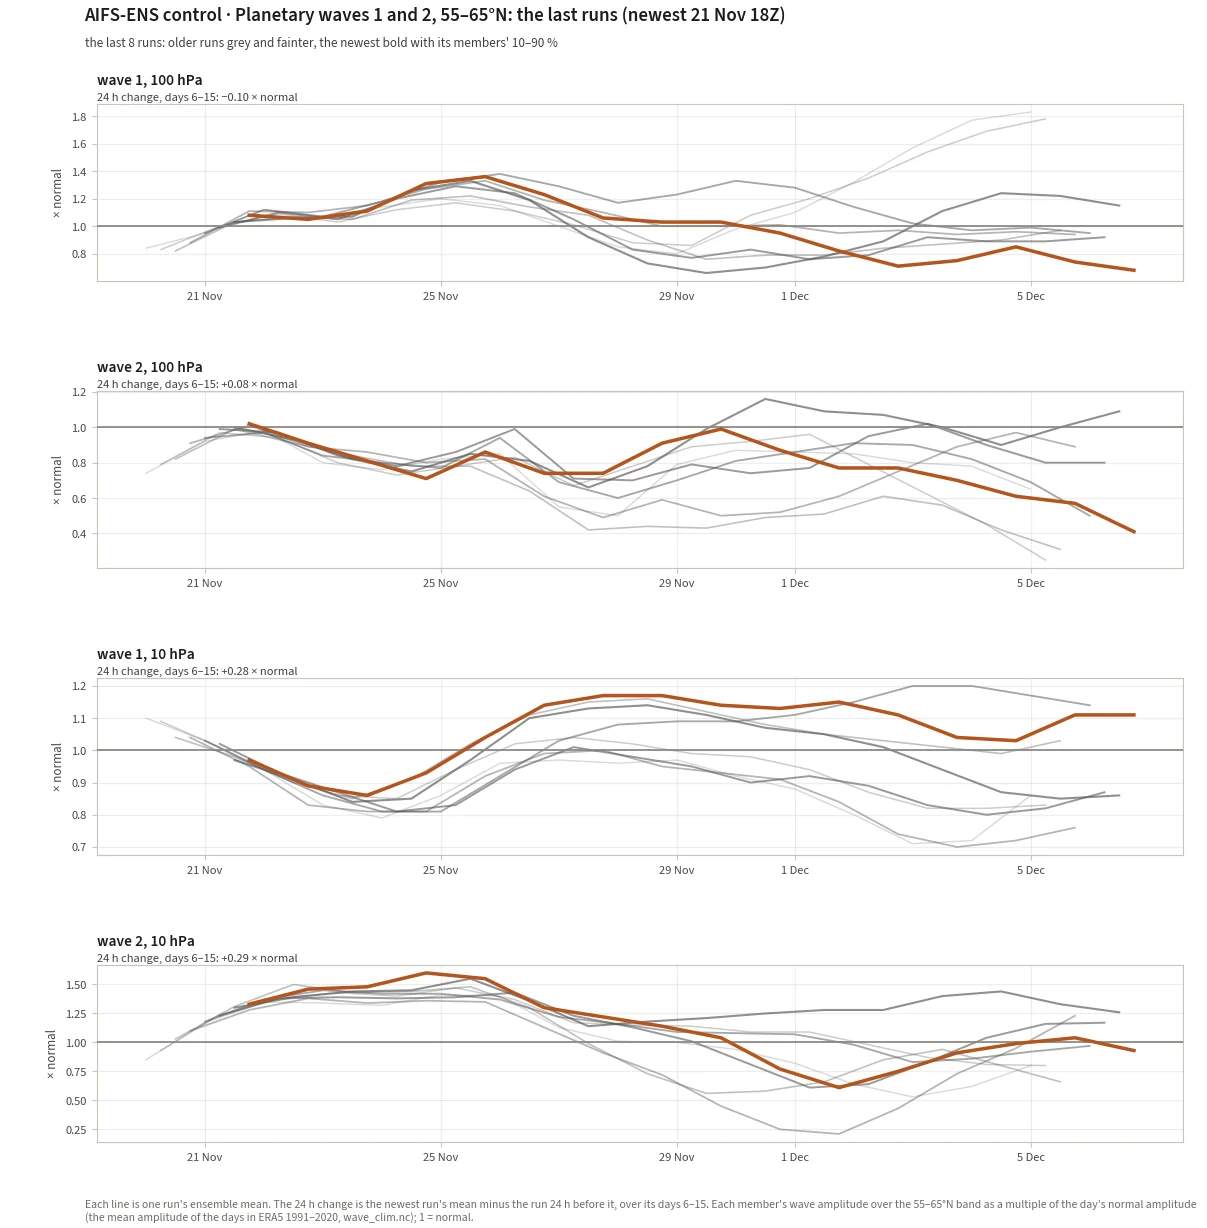 AIFS-ENS control · Planetary waves 1 and 2, 55–65°N: the last runs (newest 21 Nov 18Z)
the last 8 runs: older runs grey and fainter, the newest bold with its members' 10–90 %
wave 1, 100 hPa
24 h change, days 6–15: −0.10 × normal
1.8
1.6
1.4
1.2
1.0
0.8
× normal
21 Nov
25 Nov
29 Nov
1 Dec
5 Dec
wave 2, 100 hPa
24 h change, days 6–15: +0.08 × normal
1.2
1.0
0.8
0.6
0.4
× normal
21 Nov
25 Nov
29 Nov
1 Dec
5 Dec
wave 1, 10 hPa
24 h change, days 6–15: +0.28 × normal
1.2
1.1
1.0
0.9
0.8
0.7
× normal
21 Nov
25 Nov
29 Nov
1 Dec
5 Dec
wave 2, 10 hPa
24 h change, days 6–15: +0.29 × normal
1.50
1.25
1.00
0.75
0.50
0.25
× normal
21 Nov
25 Nov
29 Nov
1 Dec
5 Dec
Each line is one run's ensemble mean. The 24 h change is the newest run's mean minus the run 24 h before it, over its days 6–15. Each member's wave amplitude over the 55–65°N band as a multiple of the day's normal amplitude
(the mean amplitude of the days in ERA5 1991–2020, wave_clim.nc); 1 = normal.